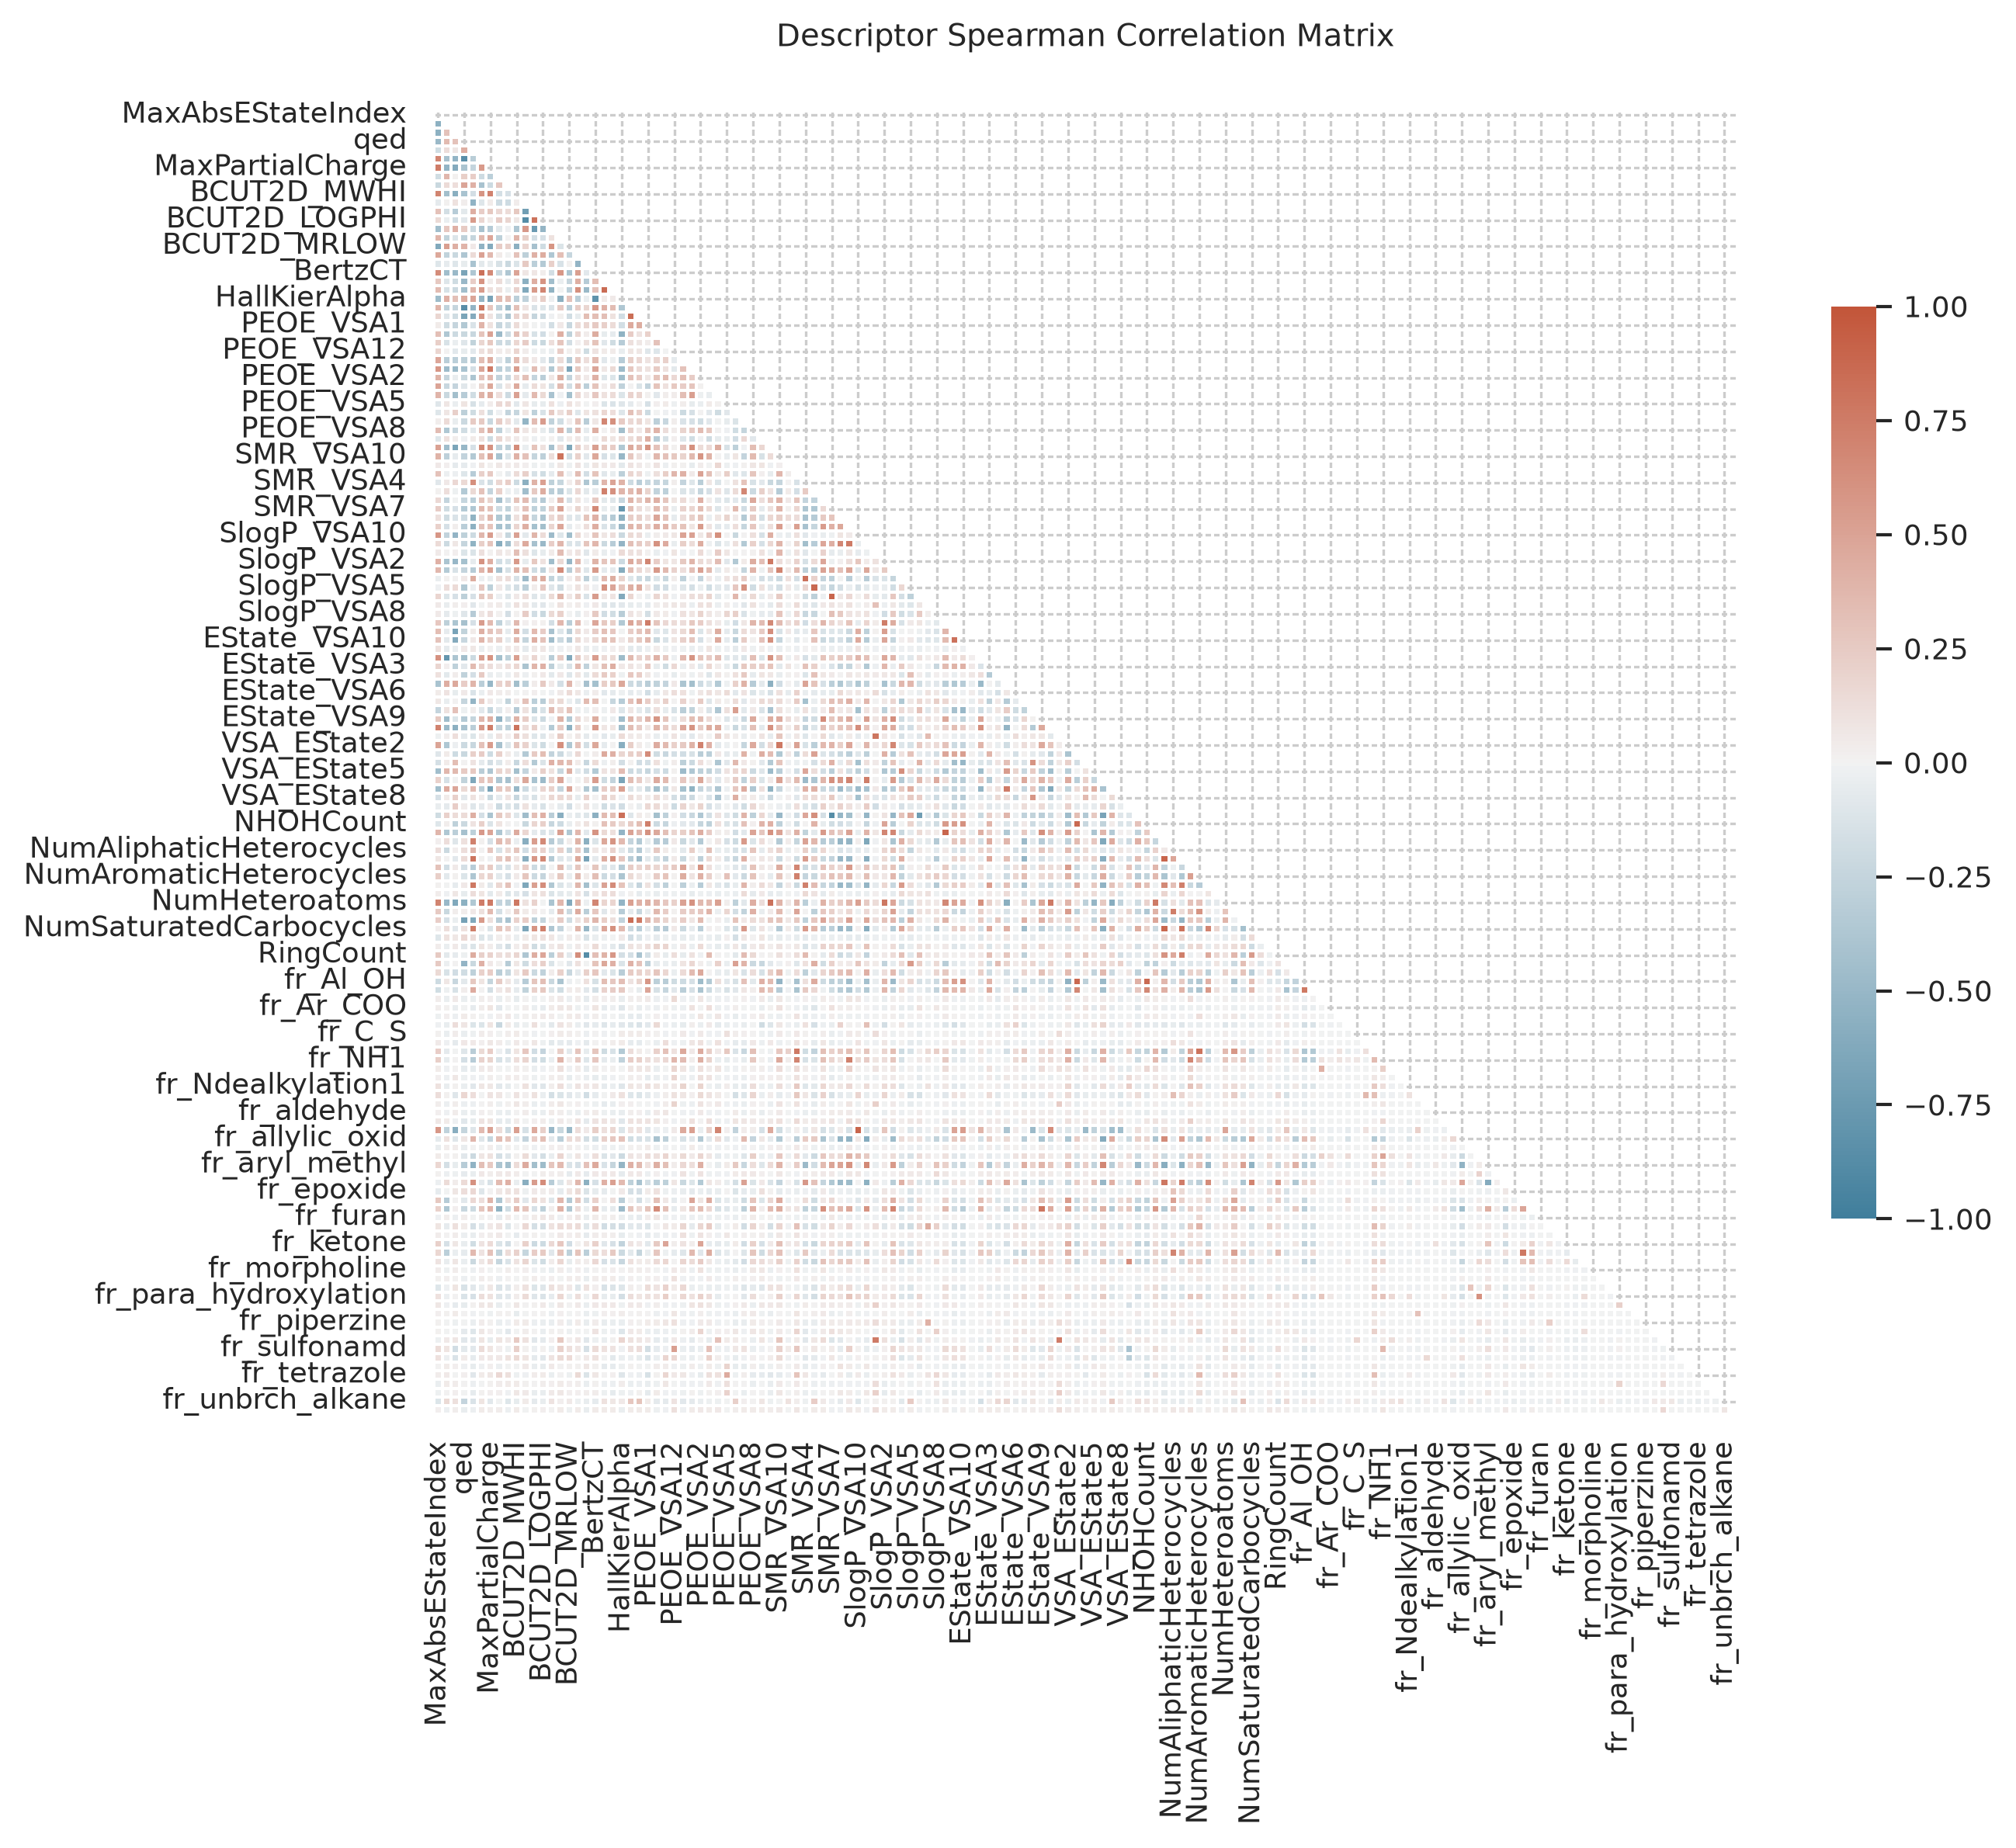 Descriptor Spearman Correlation Matrix
MaxAbsEStateIndex
qed
MaxPartialCharge
BCUT2D_MWHI
BCUT2D_LOGPHI
BCUT2D_MRLOW
BertzCT
HallKierAlpha
PEOE_VSA1
PEOE_VSA12
PEOE_VSA2
PEOE_VSA5
PEOE_VSA8
SMR_VSA10
SMR_VSA4
SMR_VSA7
SlogP_VSA10
SlogP_VSA2
SlogP_VSA5
SlogP_VSA8
EState_VSA10
EState_VSA3
EState_VSA6
EState_VSA9
VSA_EState2
VSA_EState5
VSA_EState8
NHOHCount
NumAliphaticHeterocycles
NumAromaticHeterocycles
NumHeteroatoms
NumSaturatedCarbocycles
RingCount
fr_Al_OH
fr_Ar_COO
fr_C_S
fr_NH1
fr_Ndealkylation1
fr_aldehyde
fr_allylic_oxid
fr_aryl_methyl
fr_epoxide
fr_furan
fr_ketone
fr_morpholine
fr_para_hydroxylation
fr_piperzine
fr_sulfonamd
fr_tetrazole
fr_unbrch_alkane
MaxAbsEStateIndex
qed
MaxPartialCharge
BCUT2D_MWHI
BCUT2D_LOGPHI
BCUT2D_MRLOW
BertzCT
HallKierAlpha
PEOE_VSA1
PEOE_VSA12
PEOE_VSA2
PEOE_VSA5
PEOE_VSA8
SMR_VSA10
SMR_VSA4
SMR_VSA7
SlogP_VSA10
SlogP_VSA2
SlogP_VSA5
SlogP_VSA8
EState_VSA10
EState_VSA3
EState_VSA6
EState_VSA9
VSA_EState2
VSA_EState5
VSA_EState8
NHOHCount
NumAliphaticHeterocycles
NumAromaticHeterocycles
NumHeteroatoms
NumSaturatedCarbocycles
RingCount
fr_Al_OH
fr_Ar_COO
fr_C_S
fr_NH1
fr_Ndealkylation1
fr_aldehyde
fr_allylic_oxid
fr_aryl_methyl
fr_epoxide
fr_furan
fr_ketone
fr_morpholine
fr_para_hydroxylation
fr_piperzine
fr_sulfonamd
fr_tetrazole
fr_unbrch_alkane
1.00
0.75
0.50
0.25
0.00
−0.25
−0.50
−0.75
−1.00